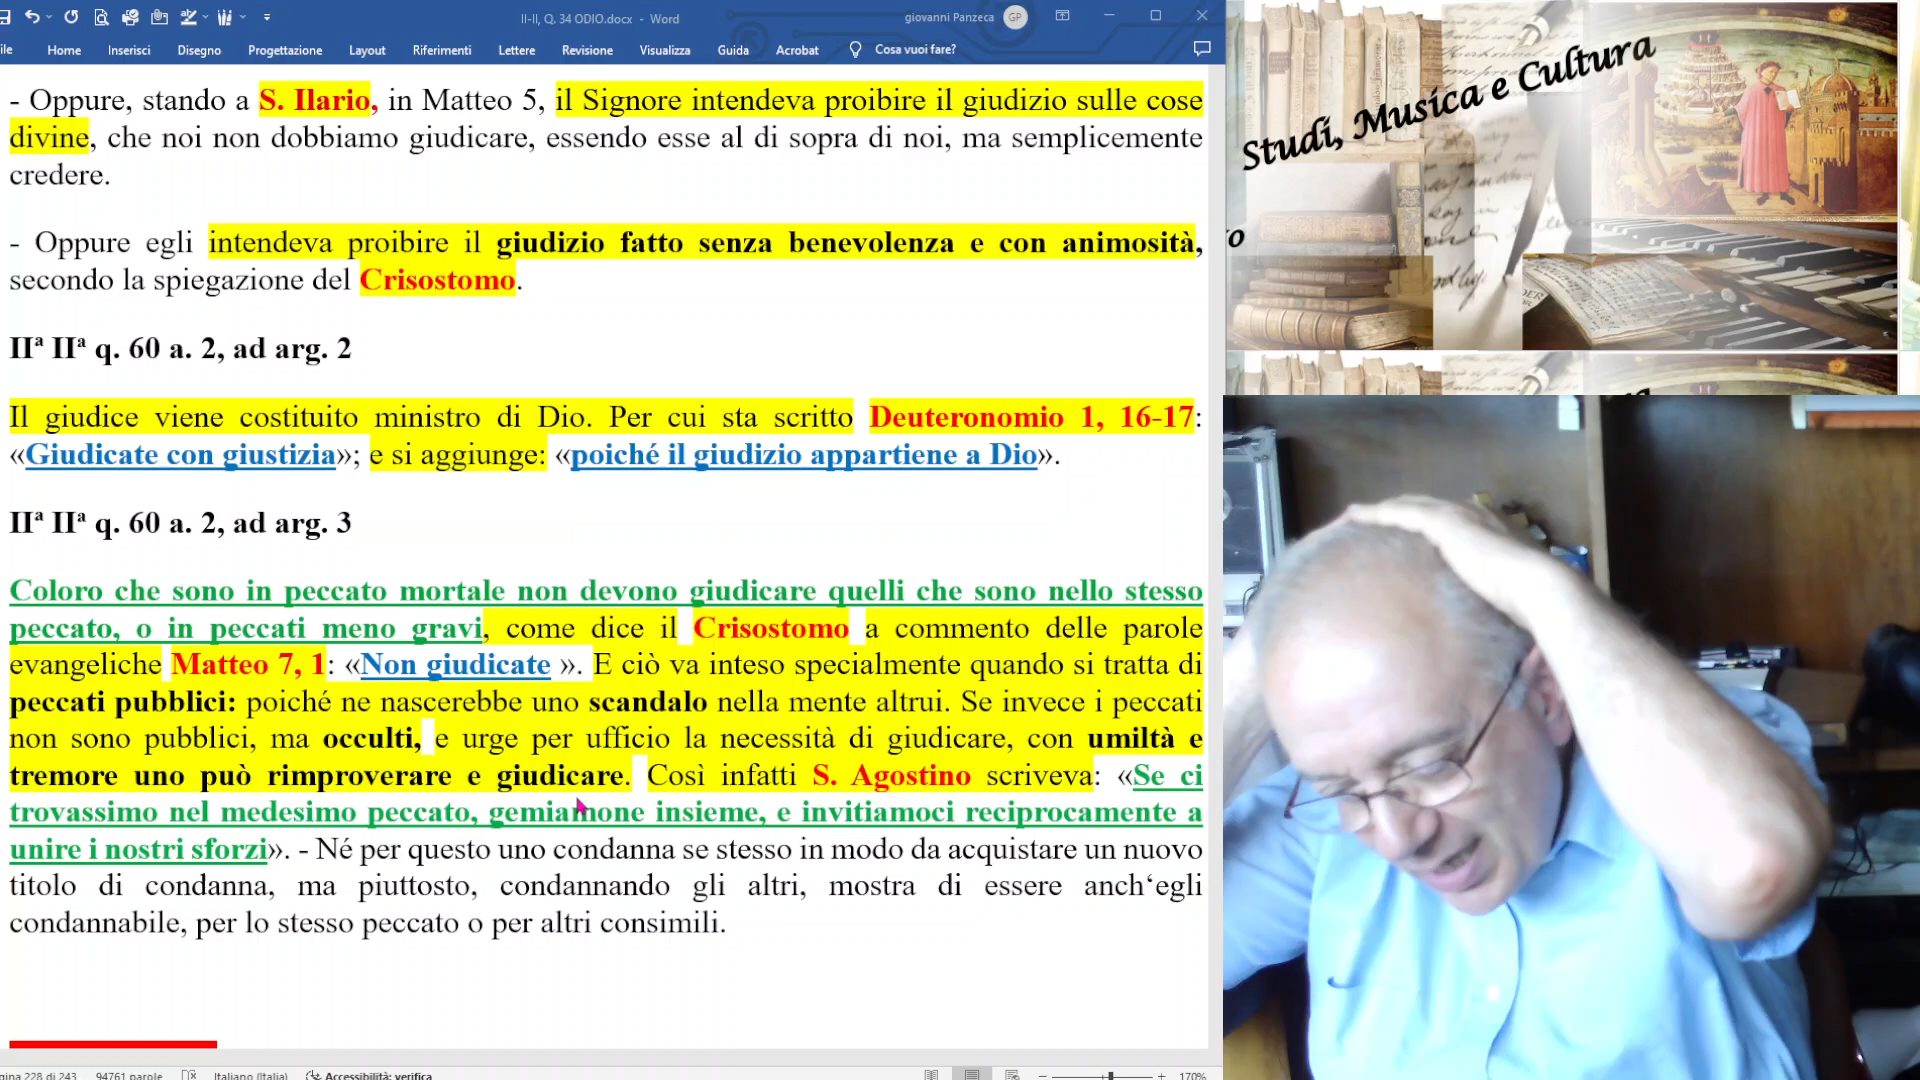 II-II, Q. 34 ODIO.docx - Word
giovanni Panzeca
GP
Home Inserisci Disegno Progettazione Layout Riferimenti Lettere Revisione Visualizza Guida Acrobat Cosa vuoi fare?
- Oppure, stando a S. Ilario, in Matteo 5, il Signore intendeva proibire il giudizio sulle cose
divine, che noi non dobbiamo giudicare, essendo esse al di sopra di noi, ma semplicemente
credere.
- Oppure egli intendeva proibire il giudizio fatto senza benevolenza e con animosità,
secondo la spiegazione del Crisostomo.
IIª IIª q. 60 a. 2, ad arg. 2
Il giudice viene costituito ministro di Dio. Per cui sta scritto Deuteronomio 1, 16-17:
«Giudicate con giustizia»; e si aggiunge: «poiché il giudizio appartiene a Dio».
IIª IIª q. 60 a. 2, ad arg. 3
Coloro che sono in peccato mortale non devono giudicare quelli che sono nello stesso
peccato, o in peccati meno gravi, come dice il Crisostomo a commento delle parole
evangeliche Matteo 7, 1: «Non giudicate ». E ciò va inteso specialmente quando si tratta di
peccati pubblici: poiché ne nascerebbe uno scandalo nella mente altrui. Se invece i peccati
non sono pubblici, ma occulti, e urge per ufficio la necessità di giudicare, con umiltà e
tremore uno può rimproverare e giudicare. Così infatti S. Agostino scriveva: «Se ci
trovassimo nel medesimo peccato, gemiamone insieme, e invitiamoci reciprocamente a
unire i nostri sforzi». - Né per questo uno condanna se stesso in modo da acquistare un nuovo
titolo di condanna, ma piuttosto, condannando gli altri, mostra di essere anch‘egli
condannabile, per lo stesso peccato o per altri consimili.
228 di 243 94761 parole Italiano (Italia) Accessibilità: verifica
170%
Studi, Musica e Cultura